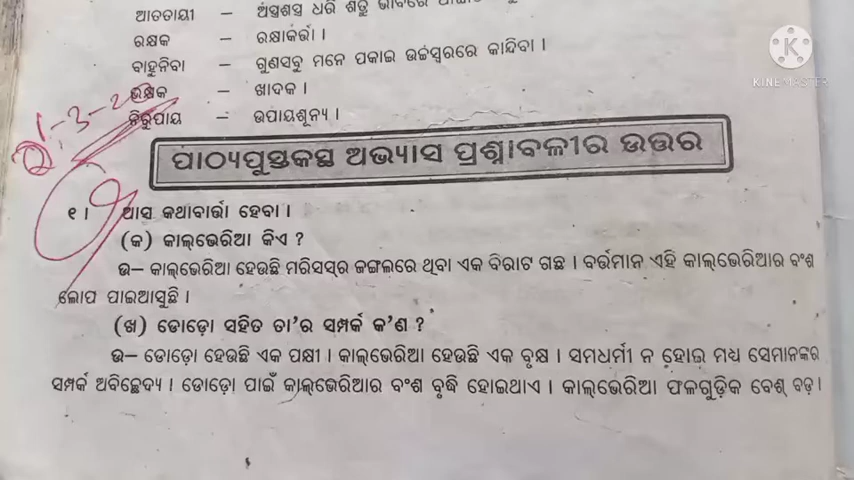 ଆତତାୟୀ – ଅସ୍ତ୍ରଶସ୍ତ୍ର ଧରି ଶତ୍ରୁ ଭାବରେ
ରକ୍ଷକ – ରକ୍ଷାକର୍ତ୍ତା ।
ବାହୁନିବା – ଗୁଣସବୁ ମନେ ପକାଇ ଉଚ୍ଚସ୍ୱରରେ କାନ୍ଦିବା ।
ଭକ୍ଷକ – ଖାଦକ ।
ନିରୁପାୟ – ଉପାୟଶୂନ୍ୟ ।
ପାଠ୍ୟପୁସ୍ତକସ୍ଥ ଅଭ୍ୟାସ ପ୍ରଶ୍ନାବଳୀର ଉତ୍ତର
୧ । ଆସ କଥାବାର୍ତ୍ତା ହେବା ।
(କ) କାଲ୍‌ଭେରିଆ କିଏ ?
ଉ– କାଲ୍‌ଭେରିଆ ହେଉଛି ମରିସସ୍‌ର ଜଙ୍ଗଲରେ ଥିବା ଏକ ବିରାଟ ଗଛ । ବର୍ତ୍ତମାନ ଏହି କାଲ୍‌ଭେରିଆର ବଂଶ
ଲୋପ ପାଇଆସୁଛି ।
(ଖ) ଡୋଡ଼ୋ ସହିତ ତା'ର ସମ୍ପର୍କ କ'ଣ ?
ଉ– ଡୋଡ଼ୋ ହେଉଛି ଏକ ପକ୍ଷୀ । କାଲ୍‌ଭେରିଆ ହେଉଛି ଏକ ବୃକ୍ଷ । ସମଧର୍ମୀ ନ ହୋଇ ମଧ୍ୟ ସେମାନଙ୍କର
ସମ୍ପର୍କ ଅବିଚ୍ଛେଦ୍ୟ । ଡୋଡ଼ୋ ପାଇଁ କାଲ୍‌ଭେରିଆର ବଂଶ ବୃଦ୍ଧି ହୋଇଥାଏ । କାଲ୍‌ଭେରିଆ ଫଳଗୁଡ଼ିକ ବେଶ୍ ବଡ଼ ।
KINEMASTER